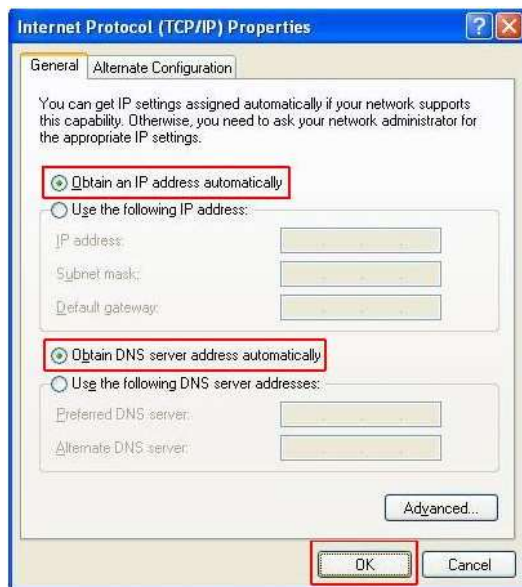 Internet Protocol (TCP/IP) Properties
General
Alternate Configuration
You can get IP settings assigned automatically if your network supports
this capability. Otherwise, you need to ask your network administrator for
the appropriate IP settings.
Obtain an IP address automatically
Use the following IP address:
IP address:
Subnet mask:
Default gateway:
Obtain DNS server address automatically
Use the following DNS server addresses:
Preferred DNS server:
Alternate DNS server:
Advanced...
OK
Cancel